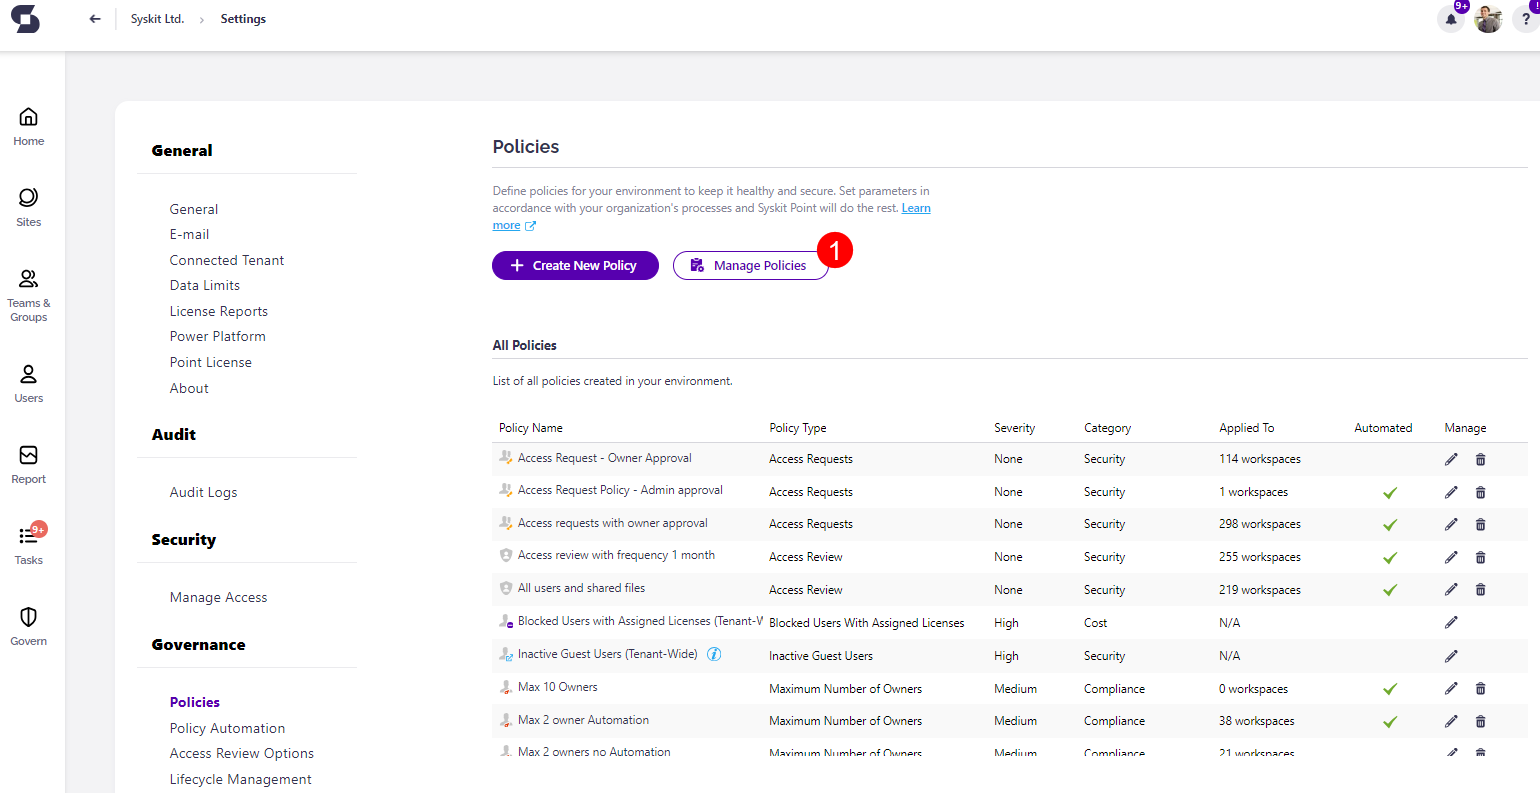 Syskit Ltd. › Settings
9+
?
!
Home
Sites
Teams &
Groups
Users
Report
9+
Tasks
Govern
General
General
E-mail
Connected Tenant
Data Limits
License Reports
Power Platform
Point License
About
Audit
Audit Logs
Security
Manage Access
Governance
Policies
Policy Automation
Access Review Options
Lifecycle Management
Policies
Define policies for your environment to keep it healthy and secure. Set parameters in
accordance with your organization's processes and Syskit Point will do the rest. Learn
more
+ Create New Policy
Manage Policies
1
All Policies
List of all policies created in your environment.
Policy Name Policy Type Severity Category Applied To Automated Manage
Access Request - Owner Approval Access Requests None Security 114 workspaces
Access Request Policy - Admin approval Access Requests None Security 1 workspaces
Access requests with owner approval Access Requests None Security 298 workspaces
Access review with frequency 1 month Access Review None Security 255 workspaces
All users and shared files Access Review None Security 219 workspaces
Blocked Users with Assigned Licenses (Tenant-W Blocked Users With Assigned Licenses High Cost N/A
Inactive Guest Users (Tenant-Wide) i Inactive Guest Users High Security N/A
Max 10 Owners Maximum Number of Owners Medium Compliance 0 workspaces
Max 2 owner Automation Maximum Number of Owners Medium Compliance 38 workspaces
Max 2 owners no Automation Maximum Number of Owners Medium Compliance 21 workspaces